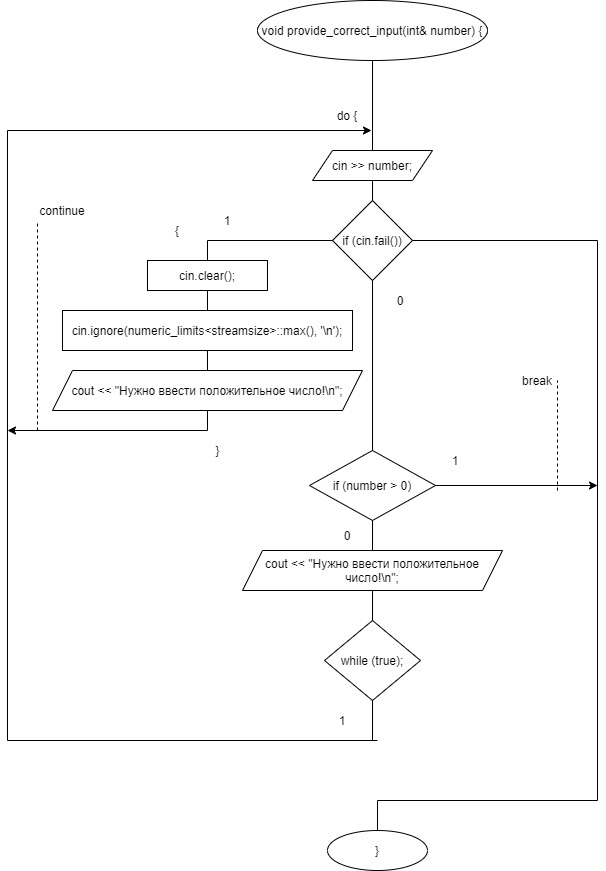 void provide_correct_input(int& number) {
do {
cin >> number;
continue
1
{
if (cin.fail())
cin.clear();
0
cin.ignore(numeric_limits<streamsize>::max(), '\n');
cout << "Нужно ввести положительное число!\n";
break
}
1
if (number > 0)
0
cout << "Нужно ввести положительное
число!\n";
while (true);
1
}